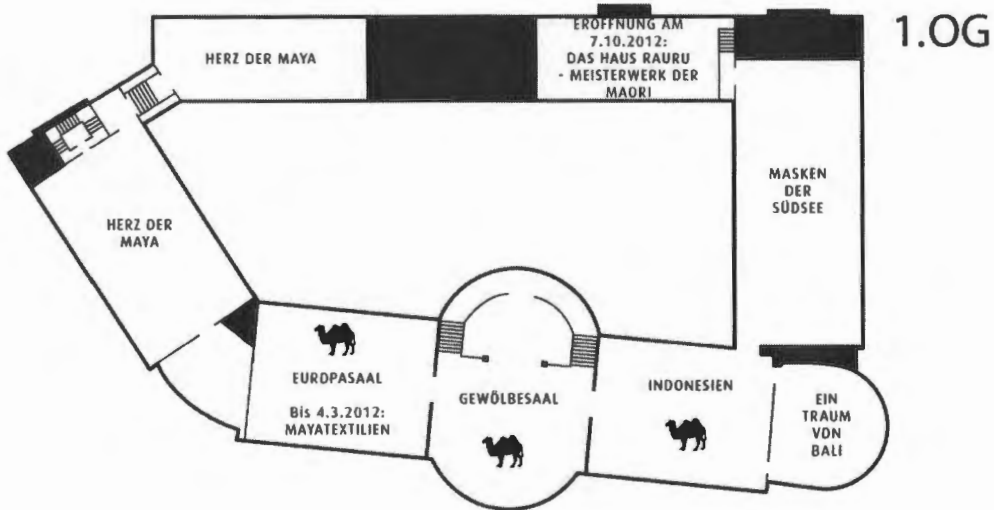 1.OG
HERZ DER MAYA
ERÖFFNUNG AM
7.10.2012:
DAS HAUS RAURU
- MEISTERWERK DER
MAORI
MASKEN
DER
SÜDSEE
HERZ DER
MAYA
EUROPASAAL
Bis 4.3.2012:
MAYATEXTILIEN
GEWÖLBESAAL
INDONESIEN
EIN
TRAUM
VON
BALI